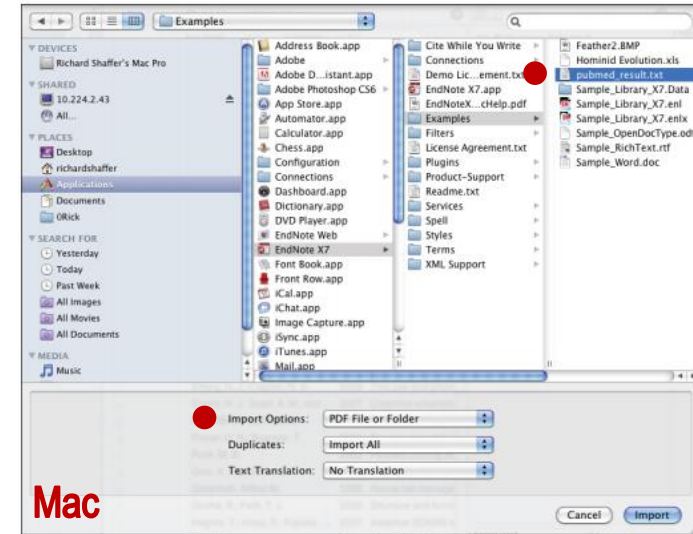 Examples
DEVICES
Richard Shaffer's Mac Pro
SHARED
10.224.2.43
All...
PLACES
Desktop
richardshaffer
Applications
Documents
0Rick
SEARCH FOR
Yesterday
Today
Past Week
All Images
All Movies
All Documents
MEDIA
Music
Address Book.app
Adobe
Adobe D...istant.app
Adobe Photoshop CS6
App Store.app
Automator.app
Calculator.app
Chess.app
Configuration
Connections
Dashboard.app
Dictionary.app
DVD Player.app
EndNote Web
EndNote X7
Font Book.app
Front Row.app
iCal.app
iChat.app
Image Capture.app
iSync.app
iTunes.app
Mail.app
Cite While You Write
Connections
Demo Lic...ement.txt
EndNote X7.app
EndNoteX...cHelp.pdf
Examples
Filters
License Agreement.txt
Plugins
Product-Support
Readme.txt
Services
Spell
Styles
Terms
XML Support
Feather2.BMP
Hominid Evolution.xls
pubmed_result.txt
Sample_Library_X7.Data
Sample_Library_X7.enl
Sample_Library_X7.enlx
Sample_OpenDocType.odt
Sample_RichText.rtf
Sample_Word.doc
Import Options: PDF File or Folder
Duplicates: Import All
Text Translation: No Translation
Mac
Cancel Import